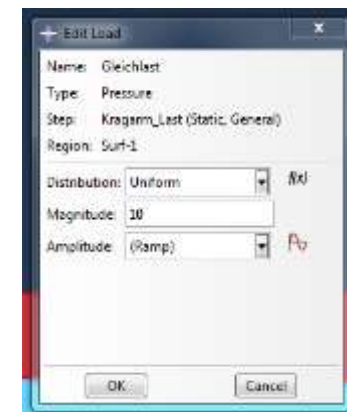 Edit Load
X
Name: Gleichlast
Type: Pressure
Step: Kragarm_Last (Static, General)
Region: Surf-1
Distribution: Uniform f(x)
Magnitude: 10
Amplitude: (Ramp)
OK Cancel